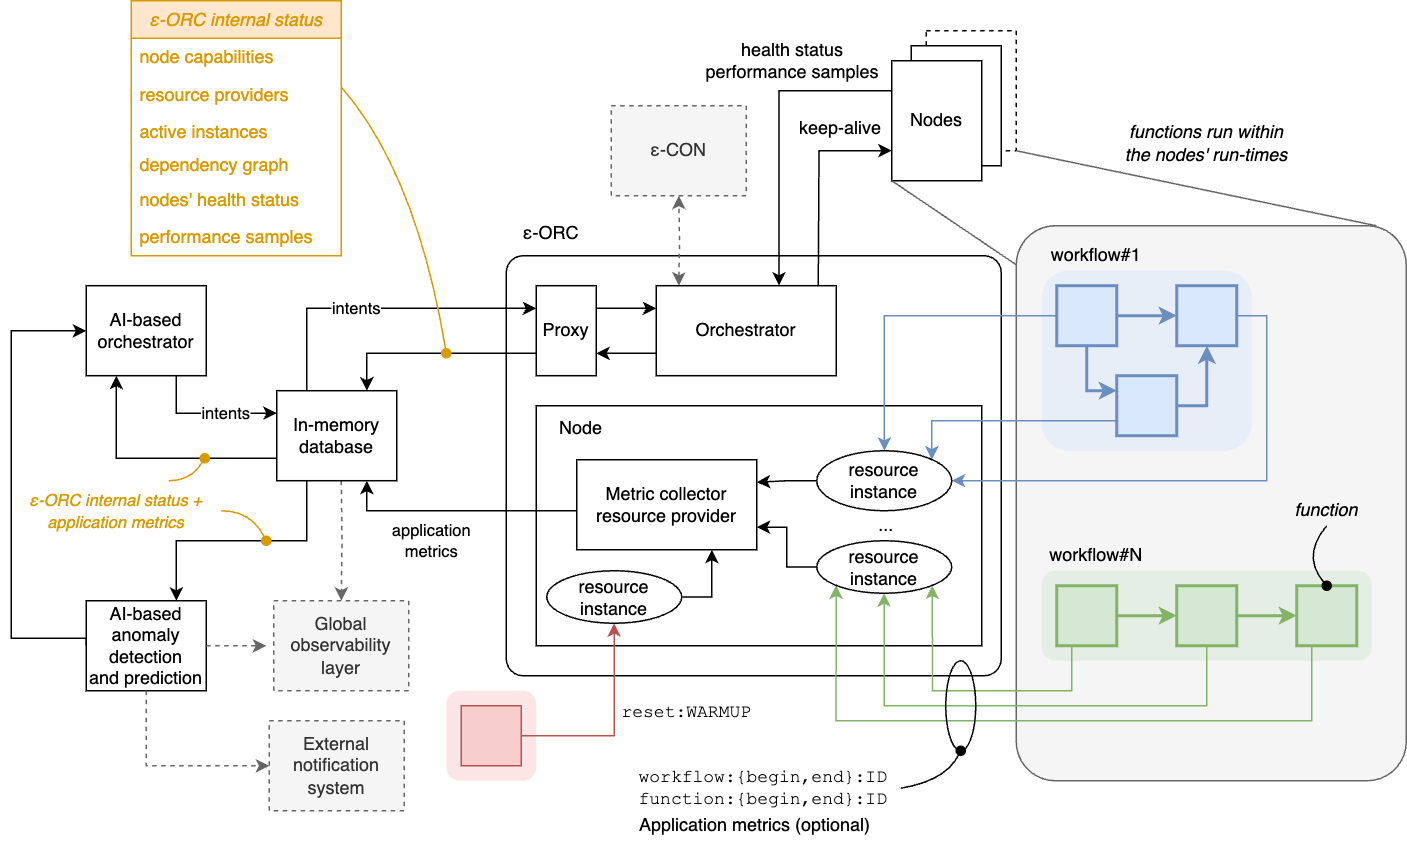 ε-ORC internal status
node capabilities
resource providers
active instances
dependency graph
nodes' health status
performance samples
health status
performance samples
keep-alive
Nodes
functions run within
the nodes' run-times
ε-CON
ε-ORC
workflow#1
AI-based
orchestrator
intents
Proxy
Orchestrator
intents
In-memory
database
Node
resource
instance
Metric collector
resource provider
...
resource
instance
resource
instance
ε-ORC internal status +
application metrics
application
metrics
function
workflow#N
AI-based
anomaly
detection
and prediction
Global
observability
layer
reset:WARMUP
External
notification
system
workflow:{begin,end}:ID
function:{begin,end}:ID
Application metrics (optional)